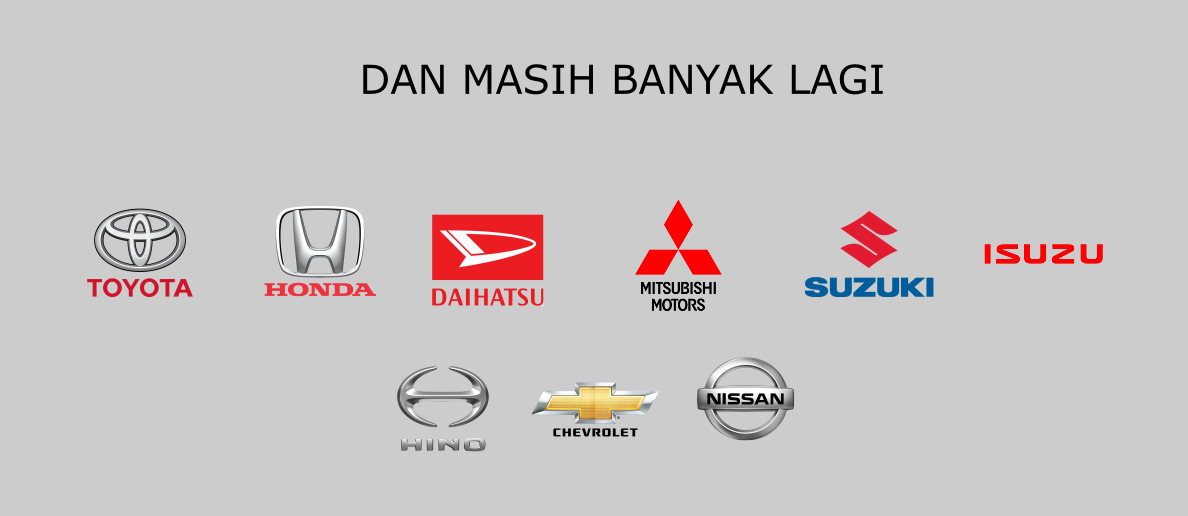 DAN MASIH BANYAK LAGI
TOYOTA
HONDA
DAIHATSU
MITSUBISHI
MOTORS
SUZUKI
ISUZU
HINO
CHEVROLET
NISSAN